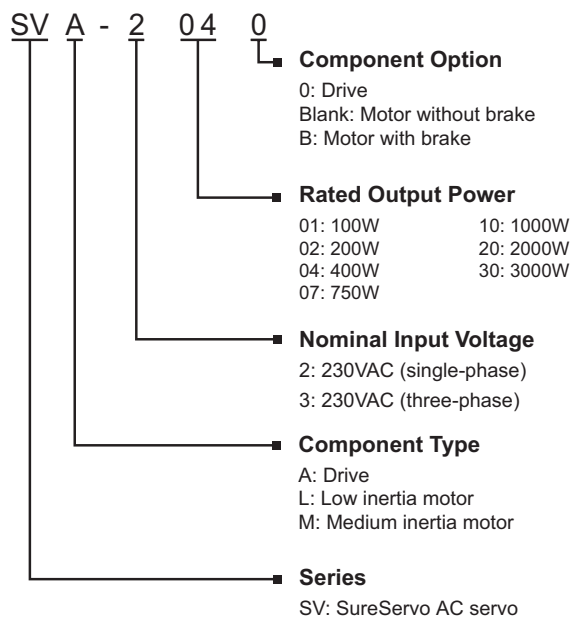 SV A - 2 04 0
Component Option
0: Drive
Blank: Motor without brake
B: Motor with brake
Rated Output Power
01: 100W 10: 1000W
02: 200W 20: 2000W
04: 400W 30: 3000W
07: 750W
Nominal Input Voltage
2: 230VAC (single-phase)
3: 230VAC (three-phase)
Component Type
A: Drive
L: Low inertia motor
M: Medium inertia motor
Series
SV: SureServo AC servo